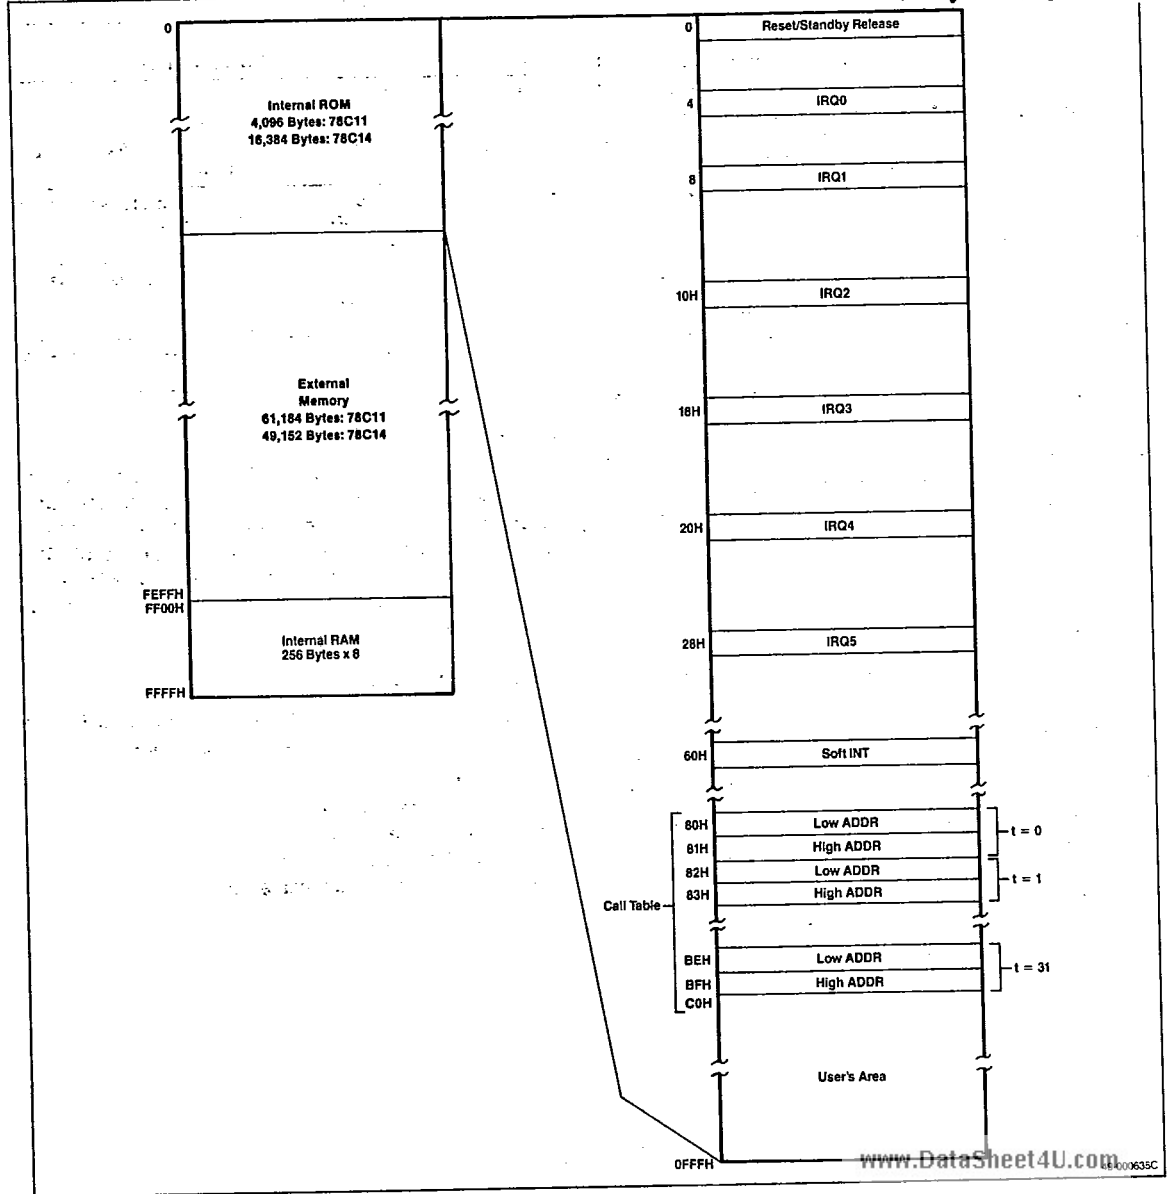 0
Internal ROM
4,096 Bytes: 78C11
16,384 Bytes: 78C14
External
Memory
61,184 Bytes: 78C11
49,152 Bytes: 78C14
FEFFH
FF00H
Internal RAM
256 Bytes x 8
FFFFH
0
Reset/Standby Release
4
IRQ0
8
IRQ1
10H
IRQ2
18H
IRQ3
20H
IRQ4
28H
IRQ5
60H
Soft INT
80H
Low ADDR
t = 0
81H
High ADDR
82H
Low ADDR
t = 1
83H
High ADDR
Call Table
BEH
Low ADDR
t = 31
BFH
High ADDR
C0H
User's Area
0FFFH
www.DataSheet4U.com